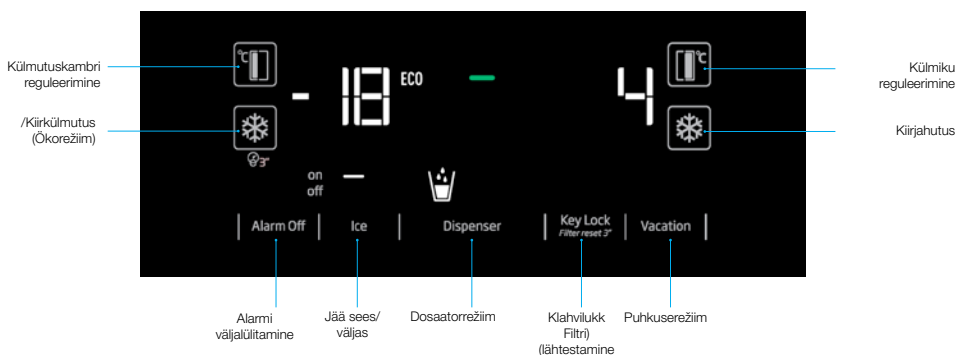 Külmutuskambri
reguleerimine
/Kiirkülmutus
(Ökorežiim)
°C
- 18 ECO
4
°C
3"
on
off
Alarm Off
Ice
Dispenser
Key Lock
Filter reset 3"
Vacation
Külmiku
reguleerimine
Kiirjahutus
Alarmi
väljalülitamine
Jää sees/
väljas
Dosaatorrežiim
Klahvilukk
Filtri)
(lähtestamine
Puhkuserežiim